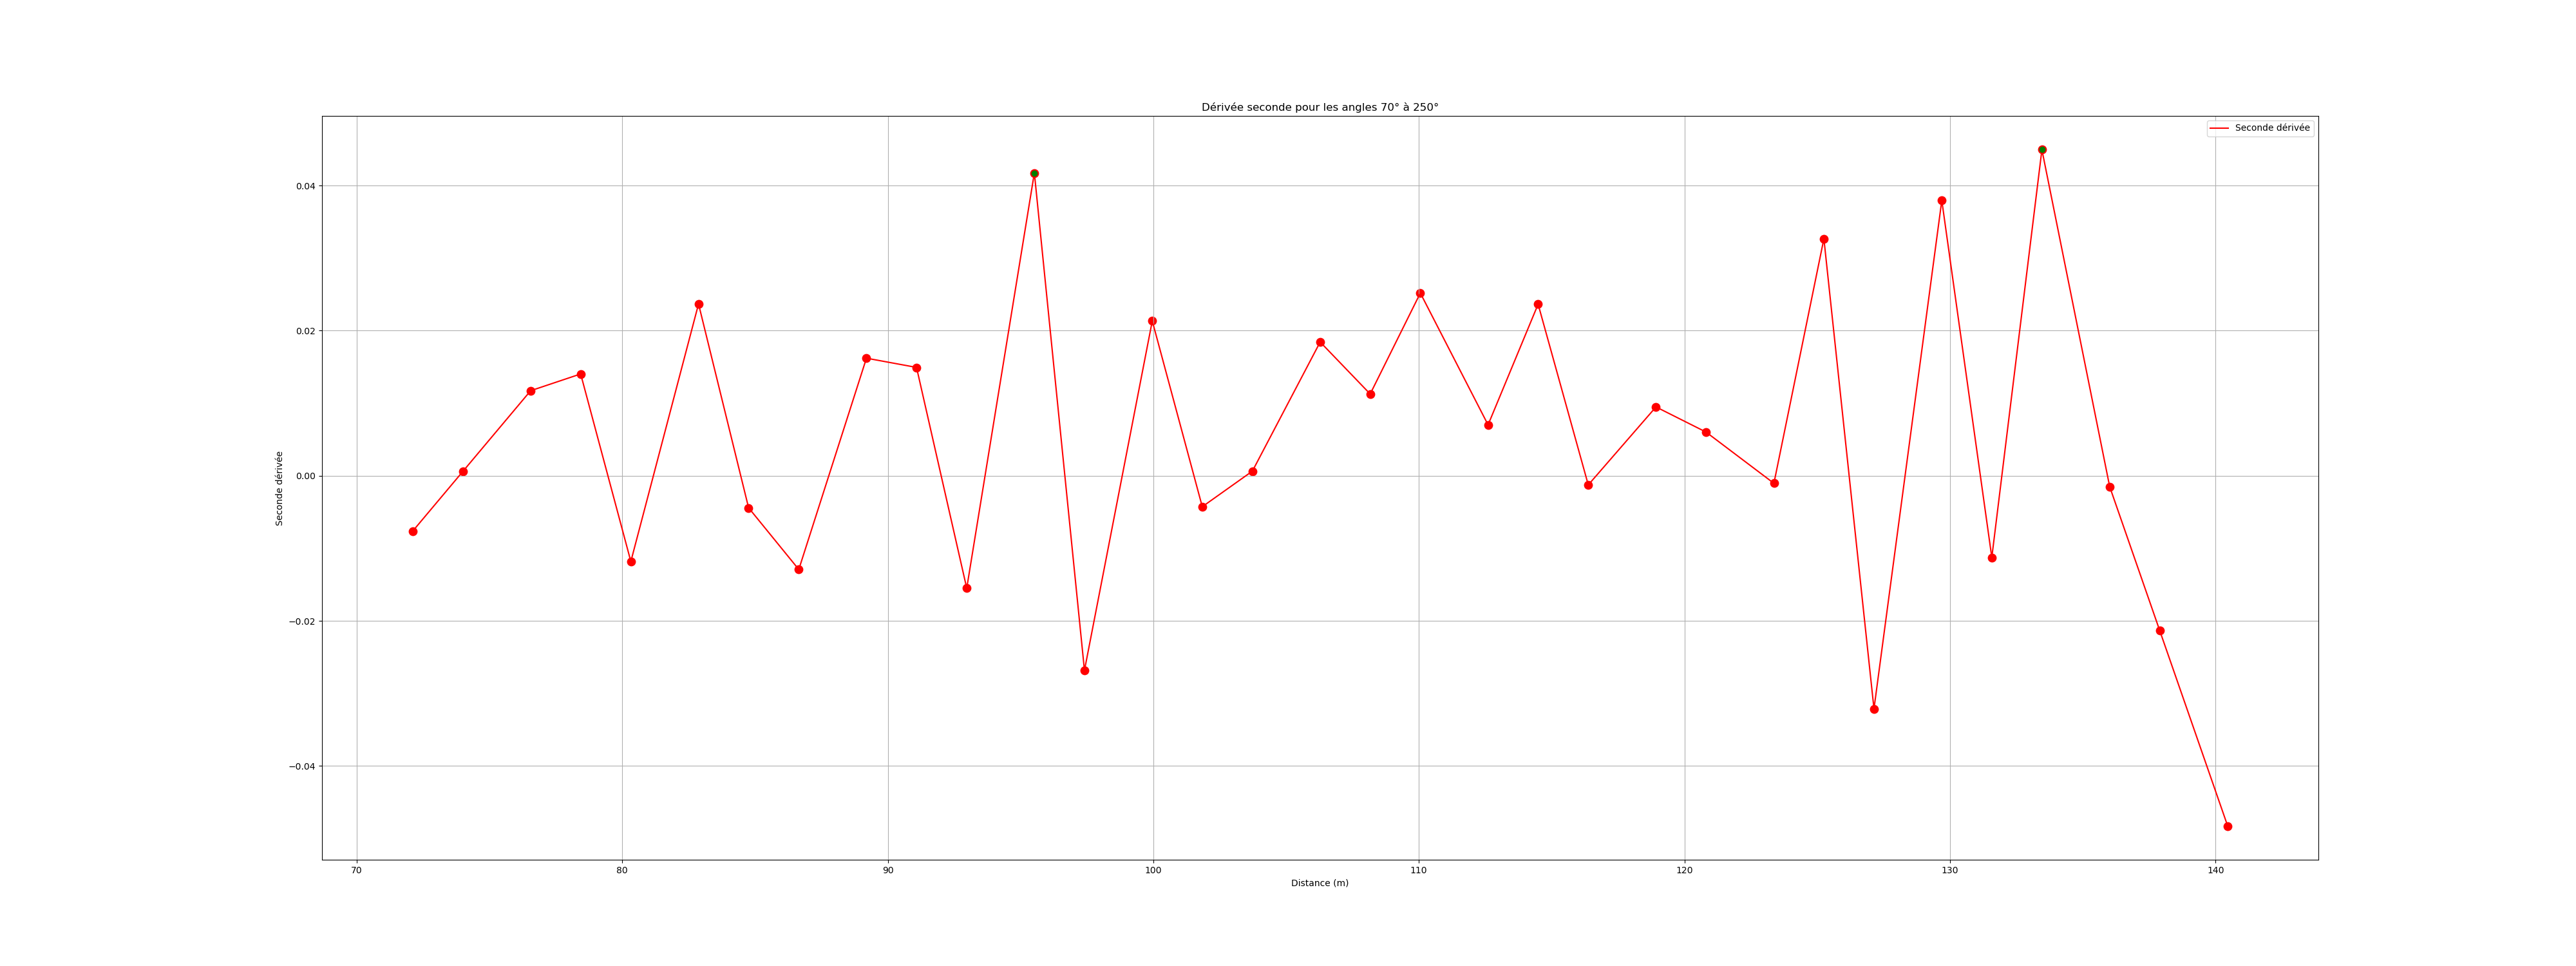 Dérivée seconde pour les angles 70° à 250°
Seconde dérivée
0.04
0.02
0.00
−0.02
−0.04
Seconde dérivée
70 80 90 100 110 120 130 140
Distance (m)